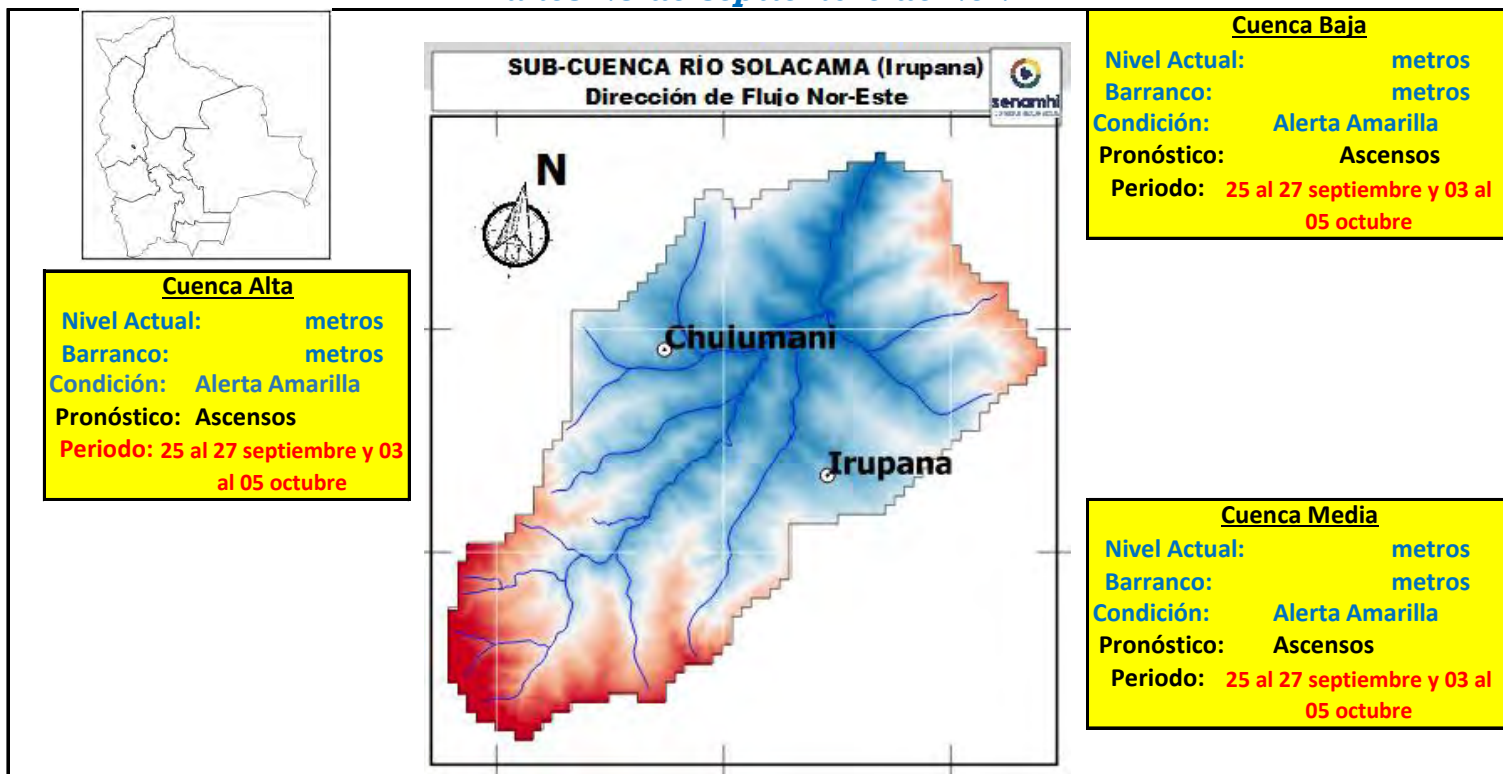 SUB-CUENCA RÍO SOLACAMA (Irupana)
Dirección de Flujo Nor-Este
senamhi
N
Chulumani
Irupana
Cuenca Alta
Nivel Actual: metros
Barranco: metros
Condición: Alerta Amarilla
Pronóstico: Ascensos
Periodo: 25 al 27 septiembre y 03
al 05 octubre
Cuenca Baja
Nivel Actual: metros
Barranco: metros
Condición: Alerta Amarilla
Pronóstico: Ascensos
Periodo: 25 al 27 septiembre y 03 al
05 octubre
Cuenca Media
Nivel Actual: metros
Barranco: metros
Condición: Alerta Amarilla
Pronóstico: Ascensos
Periodo: 25 al 27 septiembre y 03 al
05 octubre